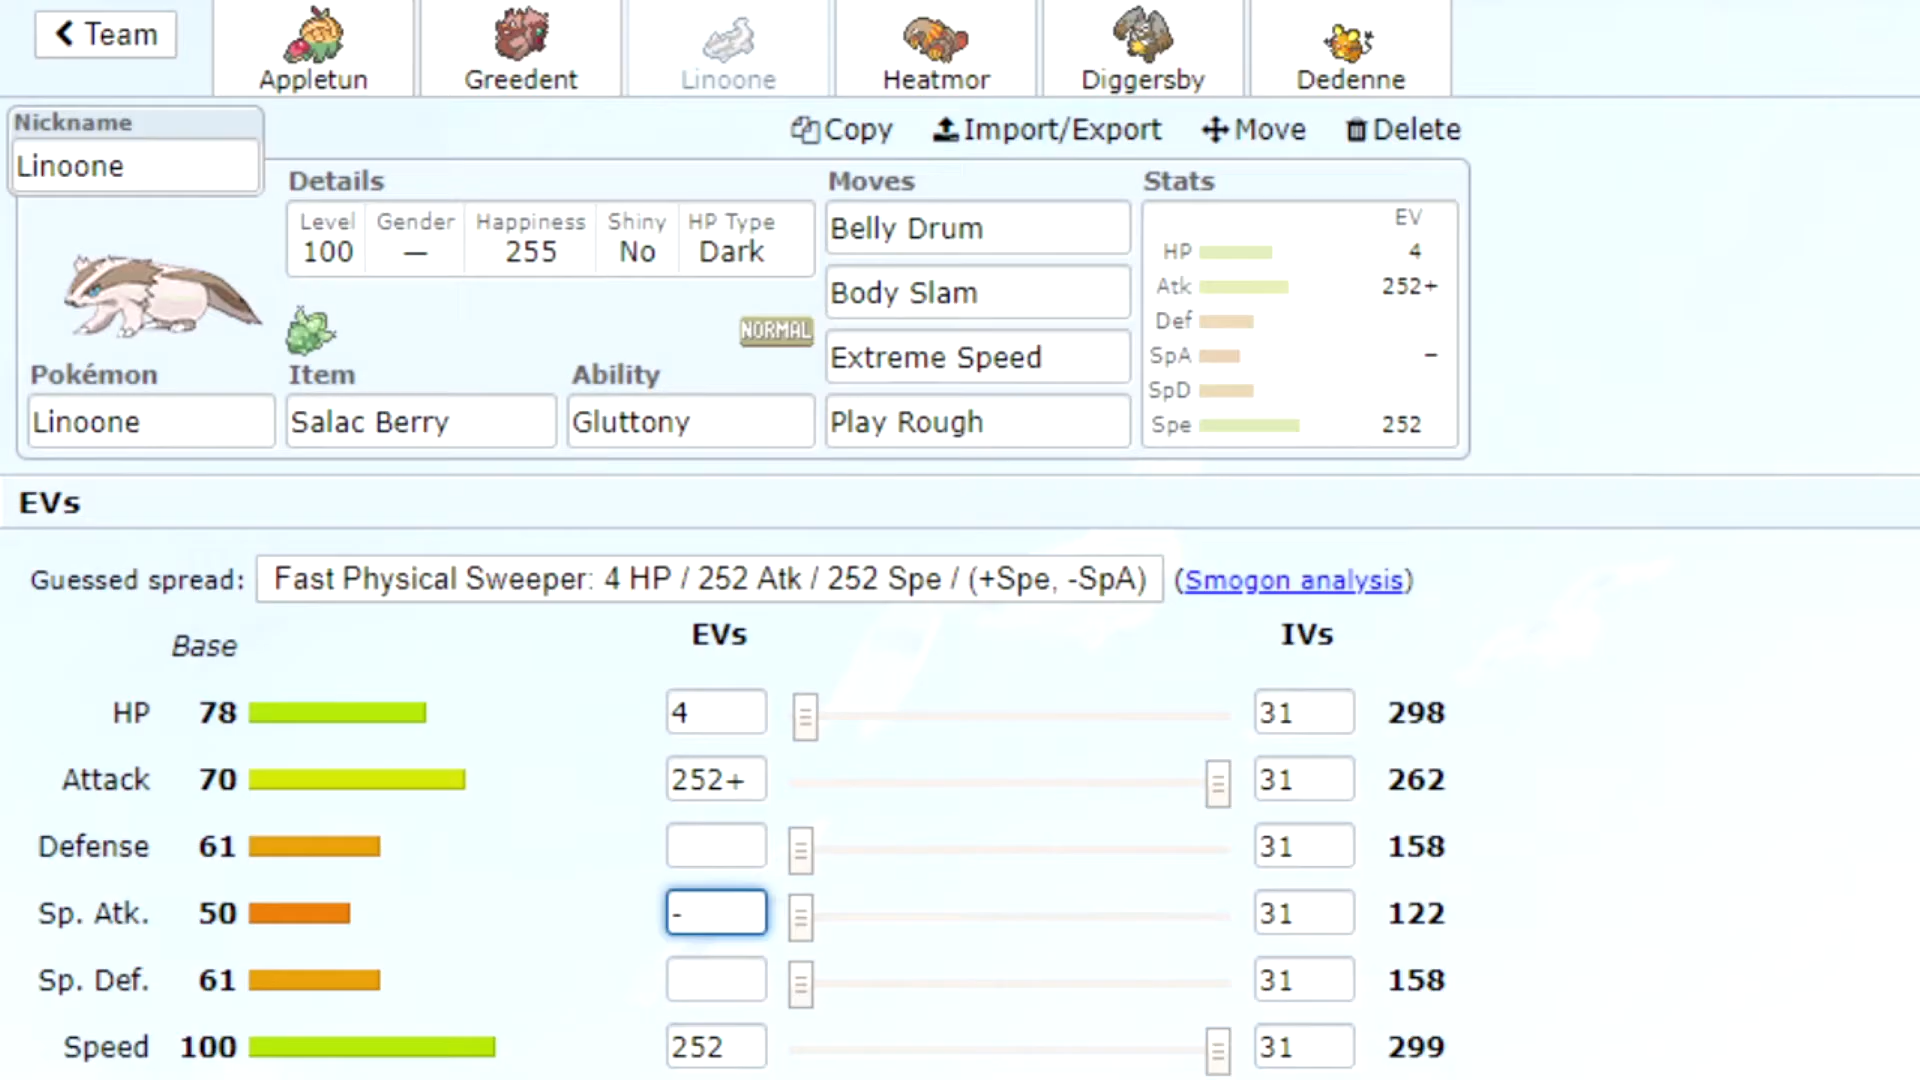 Team
Appletun
Greedent
Linoone
Heatmor
Diggersby
Dedenne
Nickname
Linoone
Copy
Import/Export
Move
Delete
Details
Level
100
Gender
—
Happiness
255
Shiny
No
HP Type
Dark
NORMAL
Pokémon
Linoone
Item
Salac Berry
Ability
Gluttony
Moves
Belly Drum
Body Slam
Extreme Speed
Play Rough
Stats
EV
HP 4
Atk 252+
Def
SpA –
SpD
Spe 252
EVs
Guessed spread: Fast Physical Sweeper: 4 HP / 252 Atk / 252 Spe / (+Spe, -SpA) (Smogon analysis)
Base EVs IVs
HP 78 4 31 298
Attack 70 252+ 31 262
Defense 61 31 158
Sp. Atk. 50 - 31 122
Sp. Def. 61 31 158
Speed 100 252 31 299